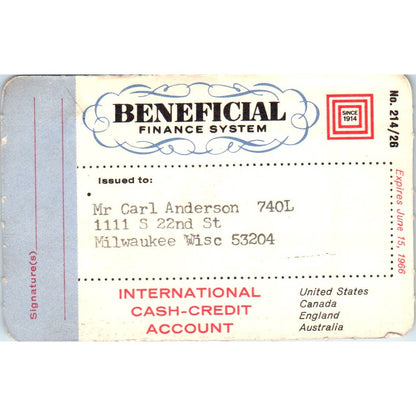 BENEFICIAL
FINANCE SYSTEM
SINCE
1914
No. 214/26
Issued to:
Mr Carl Anderson 740L
1111 S 22nd St
Milwaukee Wisc 53204
Expires June 15, 1966
Signature(s)
INTERNATIONAL
CASH-CREDIT
ACCOUNT
United States
Canada
England
Australia